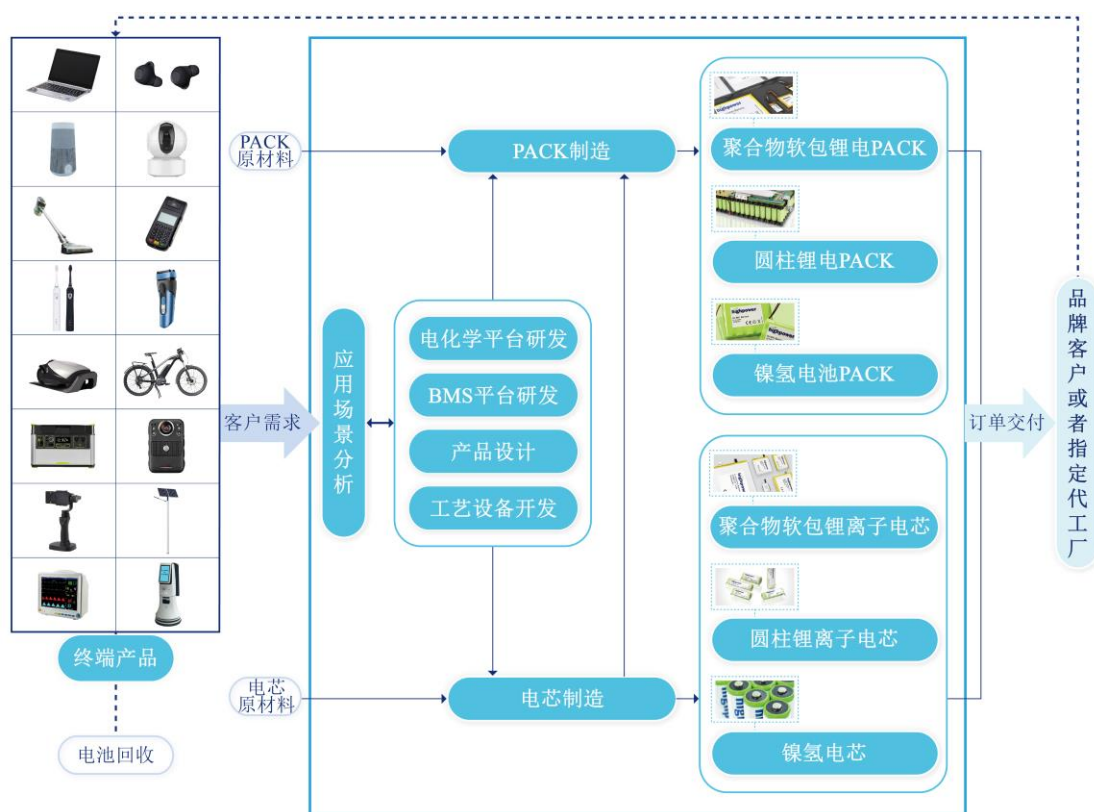 PACK
原材料
PACK制造
聚合物软包锂电PACK
圆柱锂电PACK
镍氢电池PACK
客户需求
应用场景分析
电化学平台研发
BMS平台研发
产品设计
工艺设备开发
聚合物软包锂离子电芯
圆柱锂离子电芯
镍氢电芯
电芯
原材料
电芯制造
订单交付
品牌客户或者指定代工厂
终端产品
电池回收